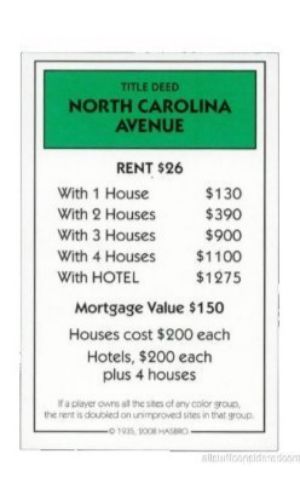 TITLE DEED
NORTH CAROLINA
AVENUE
RENT $26
With 1 House $130
With 2 Houses $390
With 3 Houses $900
With 4 Houses $1100
With HOTEL $1275
Mortgage Value $150
Houses cost $200 each
Hotels, $200 each
plus 4 houses
If a player owns all the sites of any color group,
the rent is doubled on unimproved sites in that group.
© 1935, 2008 HASBRO